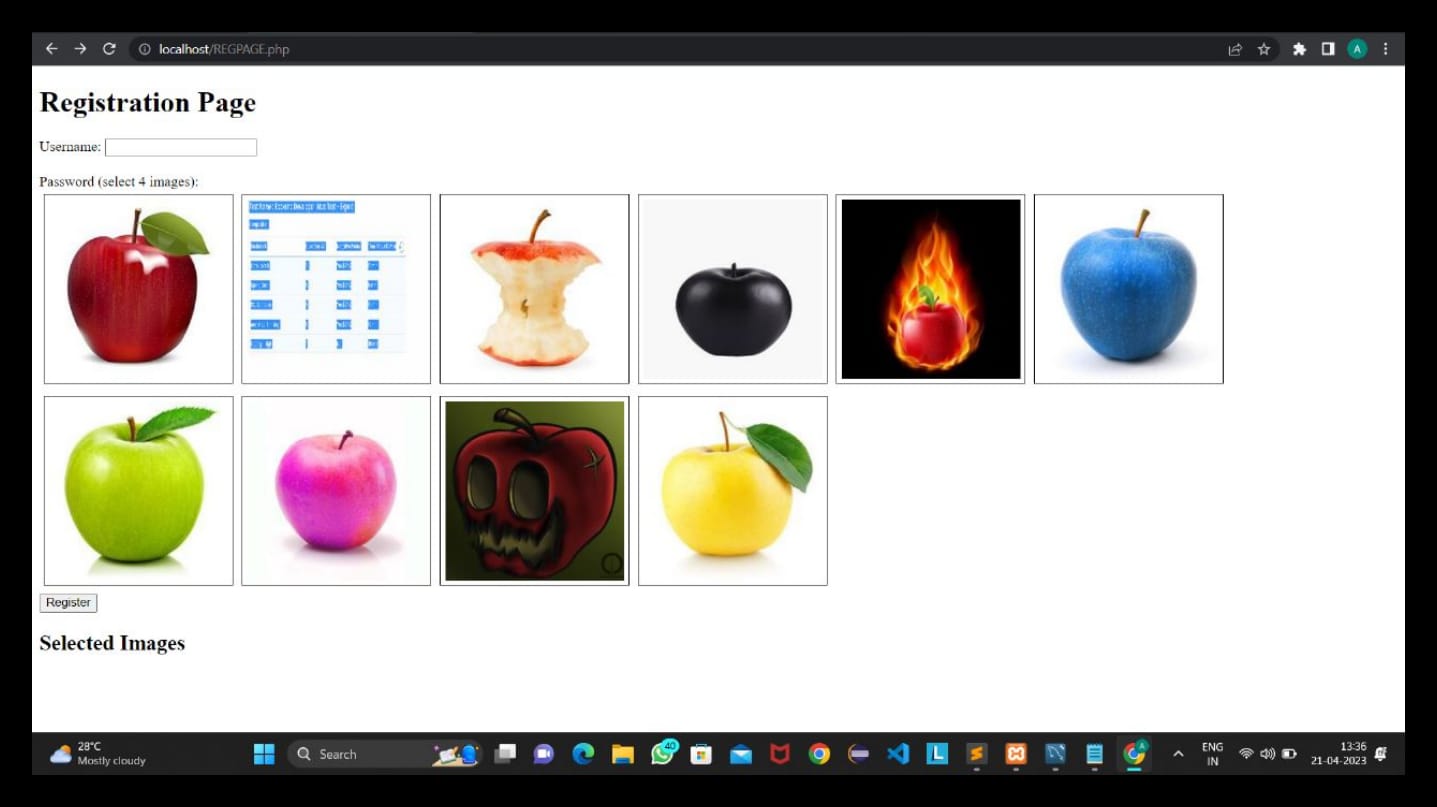 localhost/REGPAGE.php
A
Registration Page
Username:
Password (select 4 images):
Register
Selected Images
28°C
Mostly cloudy
Search
40
L
ENG
IN
13:36
21-04-2023